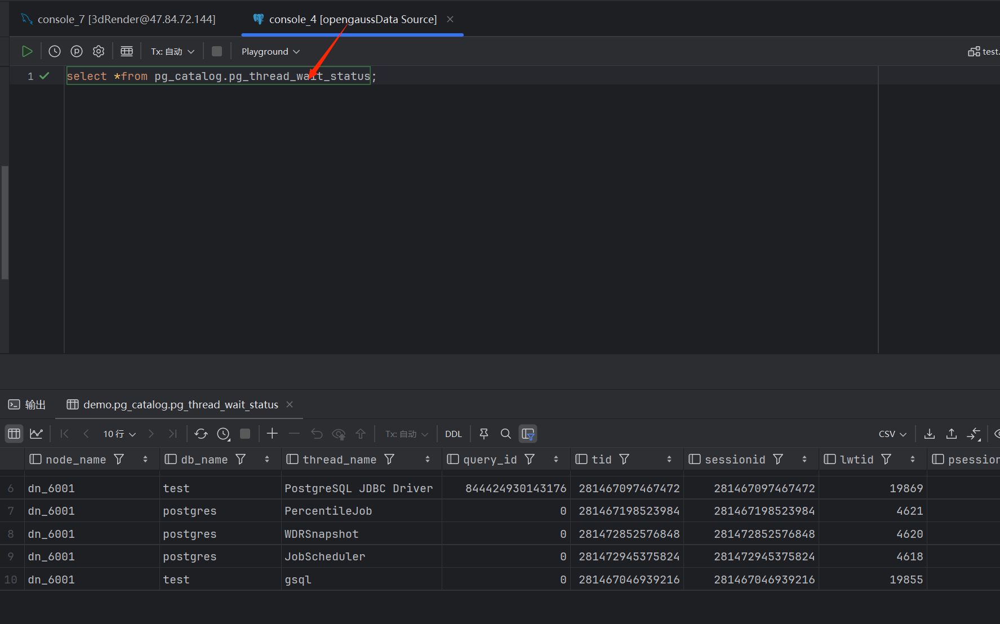 console_7 [3dRender@47.84.72.144] console_4 [opengaussData Source]
Tx: 自动 Playground test.
1 select *from pg_catalog.pg_thread_wait_status;
输出 demo.pg_catalog.pg_thread_wait_status
10 行 Tx: 自动 DDL CSV
node_name db_name thread_name query_id tid sessionid lwtid psession
6 dn_6001 test PostgreSQL JDBC Driver 844424930143176 281467097467472 281467097467472 19869
7 dn_6001 postgres PercentileJob 0 281467198523984 281467198523984 4621
8 dn_6001 postgres WDRSnapshot 0 281472852576848 281472852576848 4620
9 dn_6001 postgres JobScheduler 0 281472945375824 281472945375824 4618
10 dn_6001 test gsql 0 281467046939216 281467046939216 19855